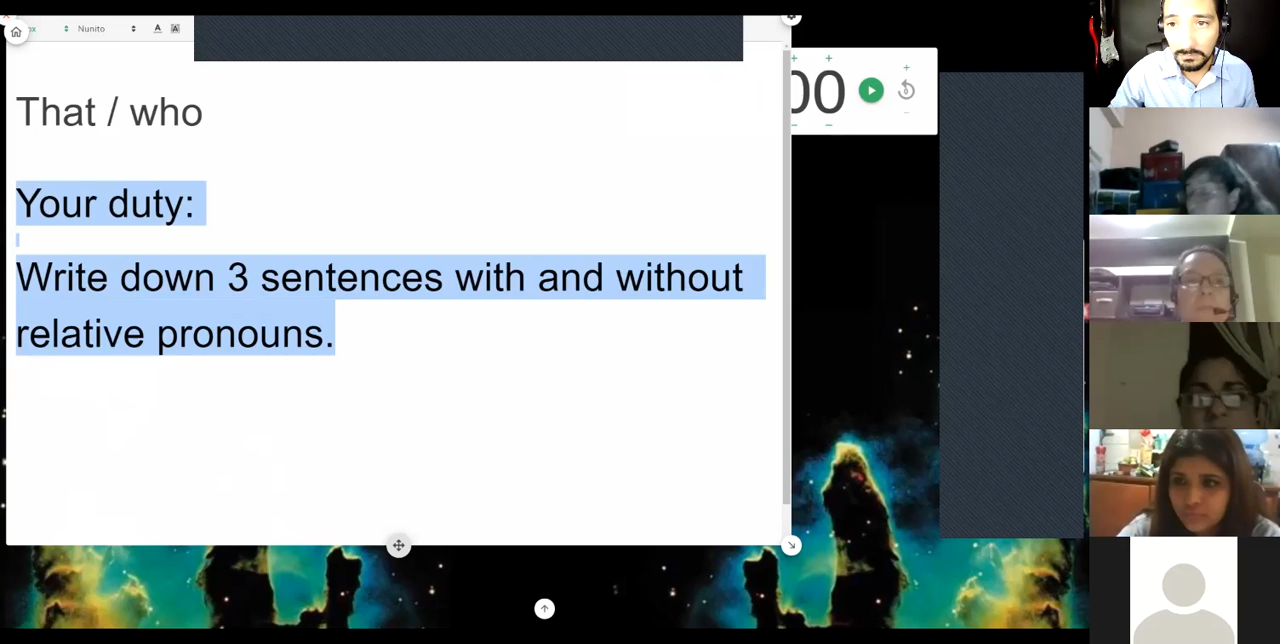 Nunito
A A
That / who
00
Your duty:
Write down 3 sentences with and without
relative pronouns.